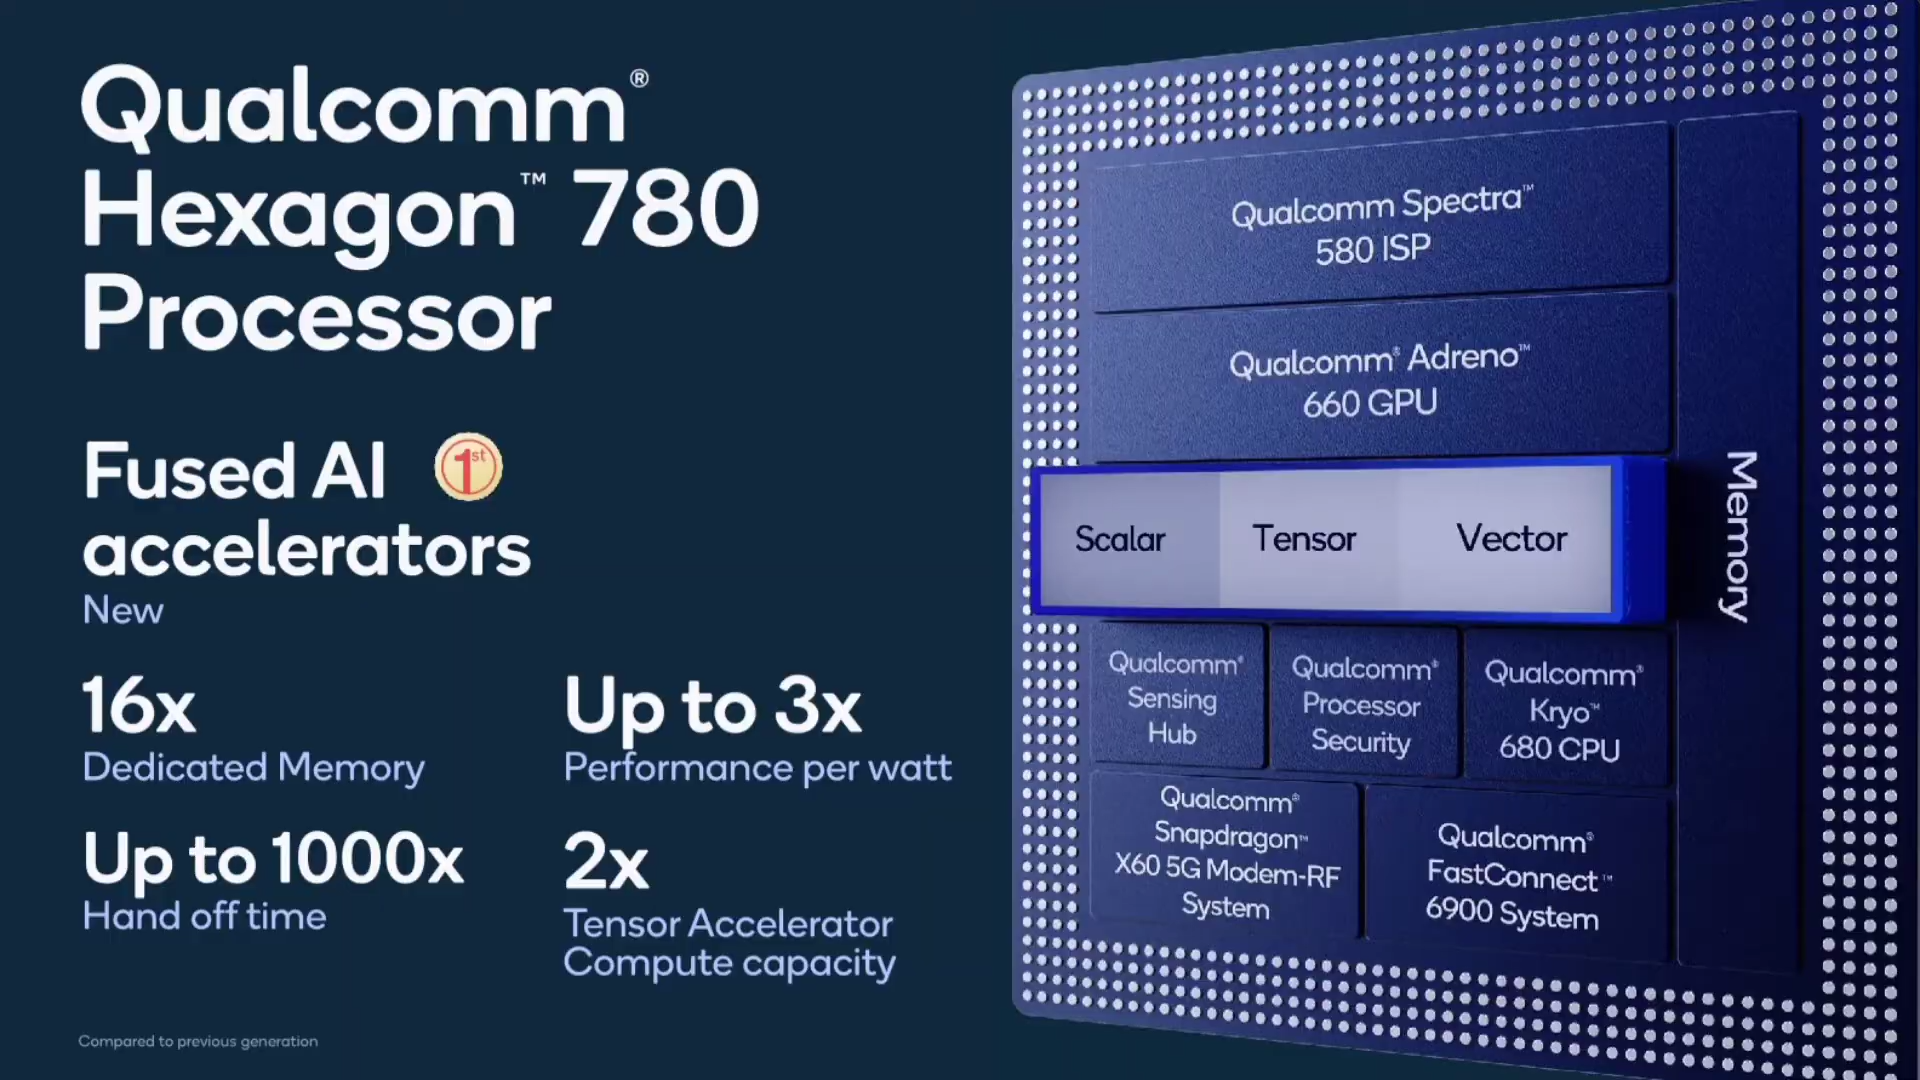 Qualcomm®
Hexagon™ 780
Processor
Fused AI 1st
accelerators
New
16x
Dedicated Memory
Up to 3x
Performance per watt
Up to 1000x
Hand off time
2x
Tensor Accelerator
Compute capacity
Compared to previous generation
Qualcomm Spectra™
580 ISP
Qualcomm® Adreno™
660 GPU
Scalar
Tensor
Vector
Memory
Qualcomm®
Sensing
Hub
Qualcomm®
Processor
Security
Qualcomm®
Kryo™
680 CPU
Qualcomm®
Snapdragon™
X60 5G Modem-RF
System
Qualcomm®
FastConnect™
6900 System